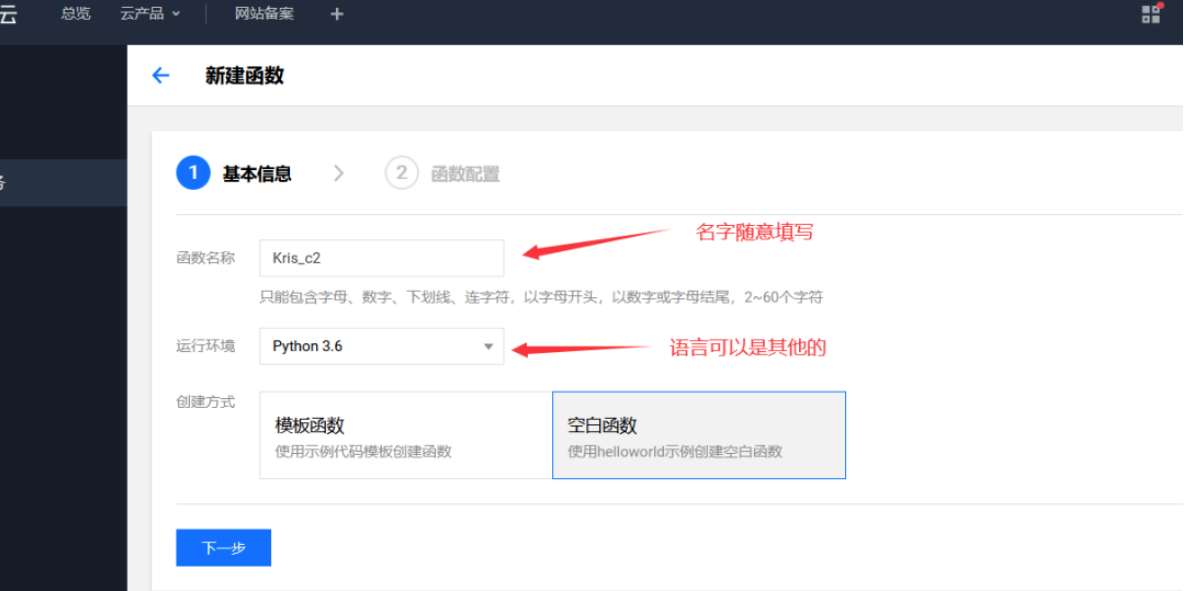 云 总览 云产品 网站备案 +
新建函数
1 基本信息 2 函数配置
名字随意填写
函数名称 Kris_c2
只能包含字母、数字、下划线、连字符，以字母开头，以数字或字母结尾，2~60个字符
运行环境 Python 3.6 语言可以是其他的
创建方式
模板函数 空白函数
使用示例代码模板创建函数 使用helloworld示例创建空白函数
下一步